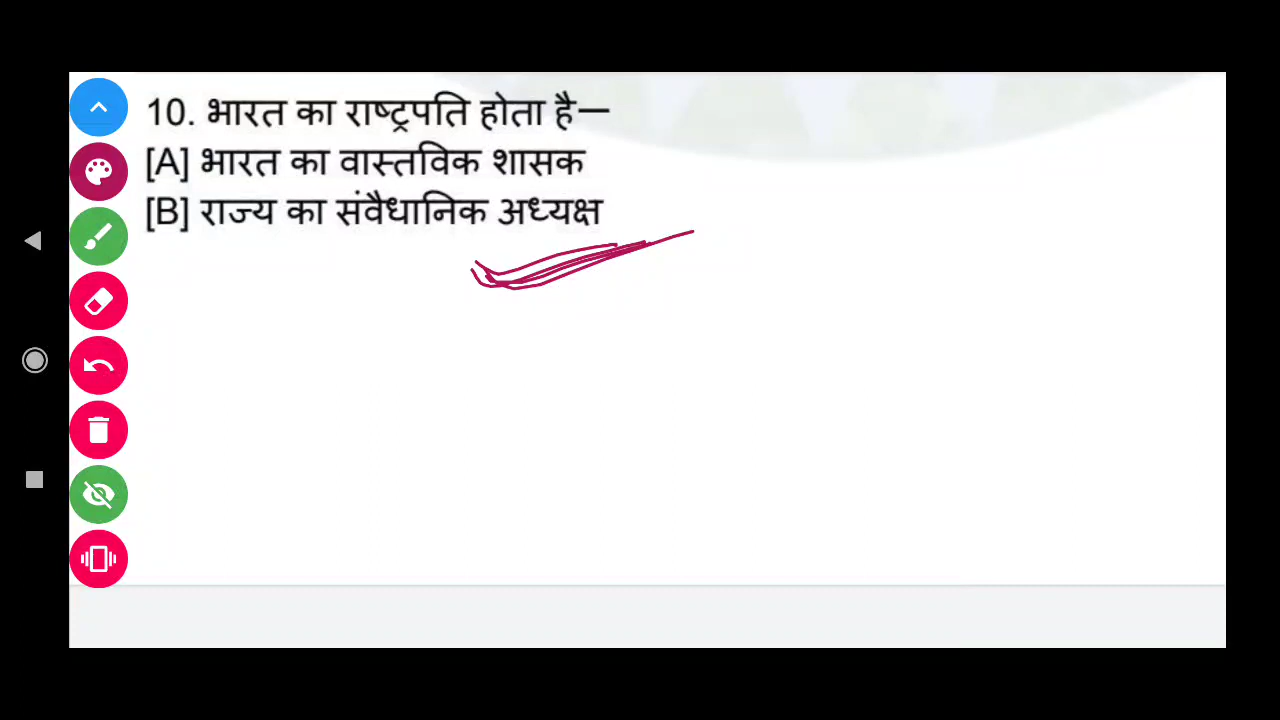 10. भारत का राष्ट्रपति होता है—
[A] भारत का वास्तविक शासक
[B] राज्य का संवैधानिक अध्यक्ष